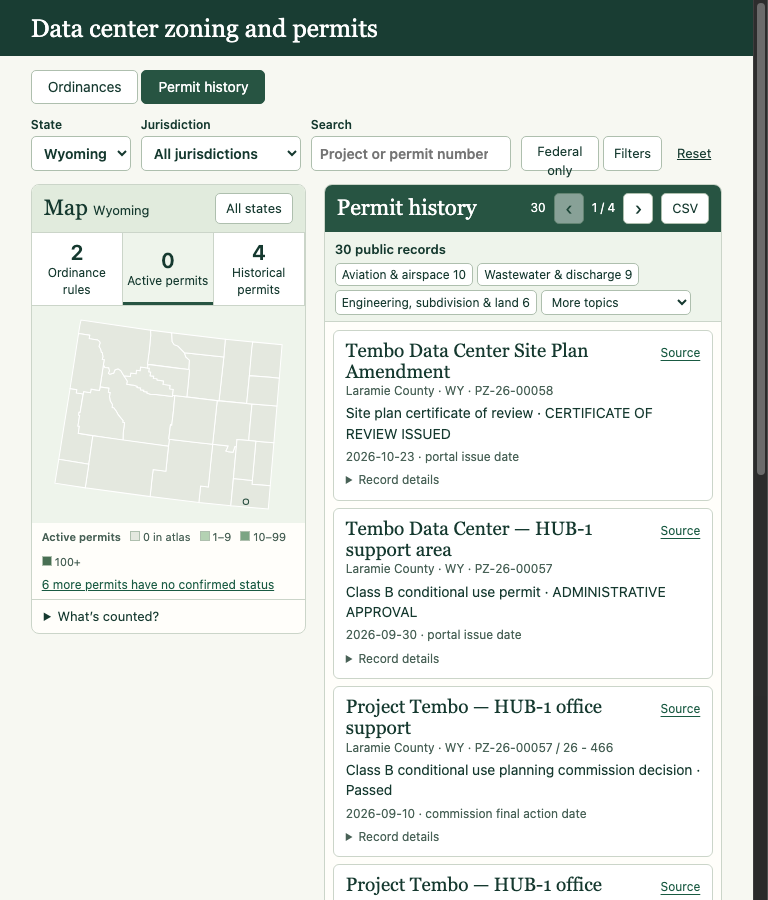 Data center zoning and permits
Ordinances
Permit history
State
Jurisdiction
Search
Wyoming
All jurisdictions
Project or permit number
Federal
only
Filters
Reset
Map Wyoming
All states
2
Ordinance
rules
0
Active permits
4
Historical
permits
Active permits 0 in atlas 1–9 10–99
100+
6 more permits have no confirmed status
What's counted?
Permit history
30
‹
1 / 4
›
CSV
30 public records
Aviation & airspace 10
Wastewater & discharge 9
Engineering, subdivision & land 6
More topics
Tembo Data Center Site Plan
Amendment
Source
Laramie County · WY · PZ-26-00058
Site plan certificate of review · CERTIFICATE OF
REVIEW ISSUED
2026-10-23 · portal issue date
Record details
Tembo Data Center — HUB-1
support area
Source
Laramie County · WY · PZ-26-00057
Class B conditional use permit · ADMINISTRATIVE
APPROVAL
2026-09-30 · portal issue date
Record details
Project Tembo — HUB-1 office
support
Source
Laramie County · WY · PZ-26-00057 / 26 - 466
Class B conditional use planning commission decision ·
Passed
2026-09-10 · commission final action date
Record details
Project Tembo — HUB-1 office
Source